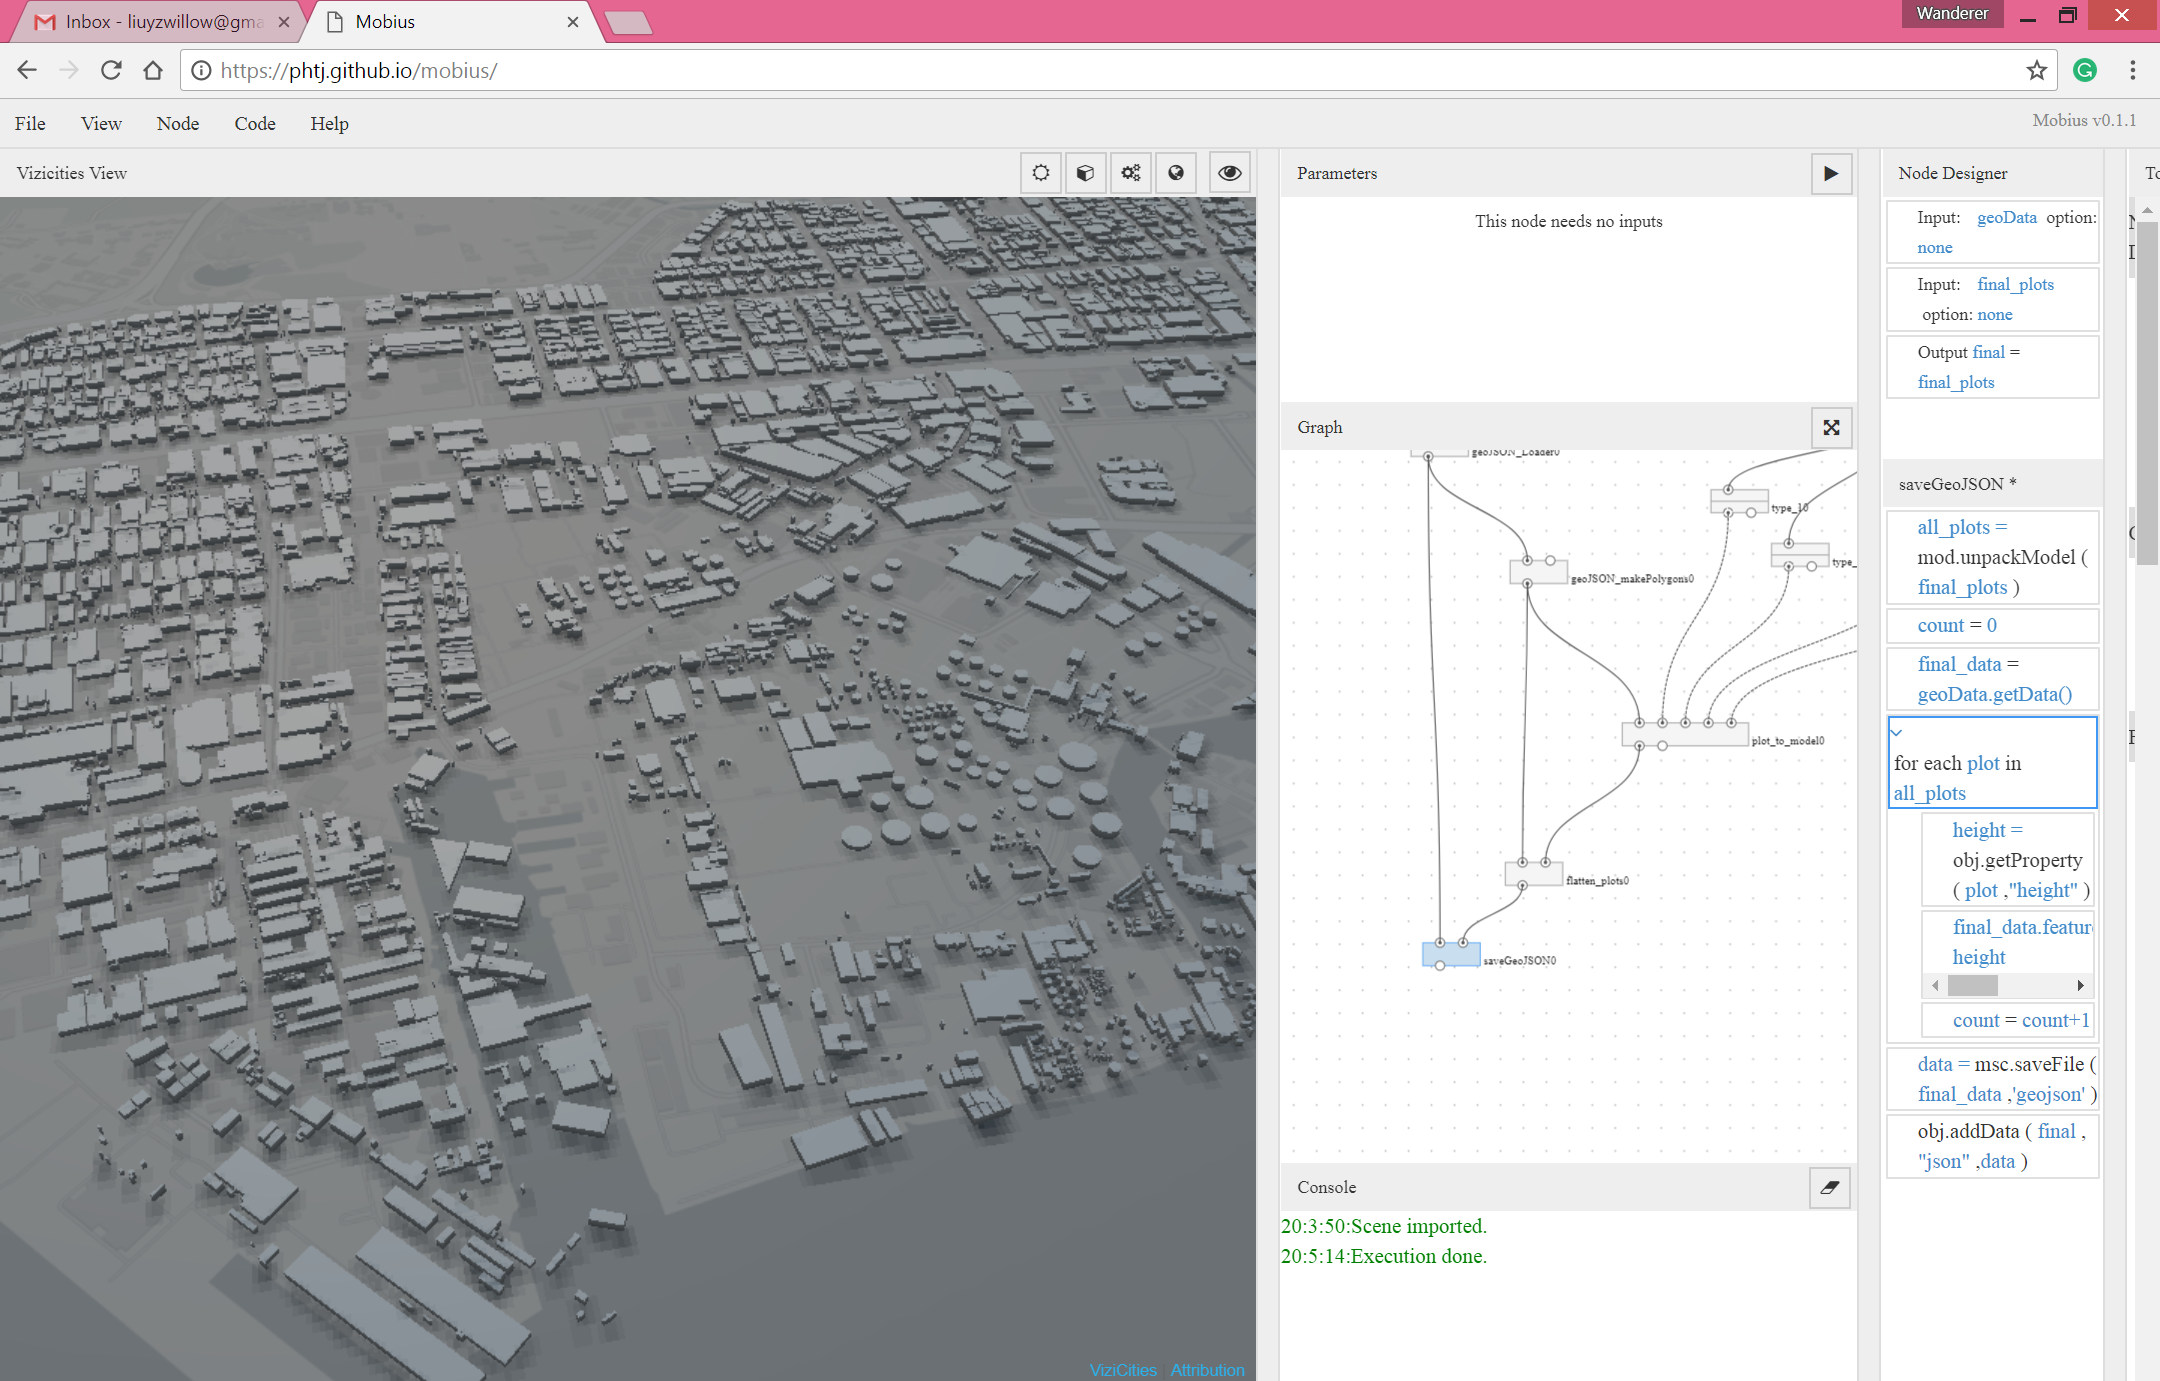 Inbox - liuyzwillow@gma
Mobius
Wanderer
https://phtj.github.io/mobius/
File View Node Code Help
Mobius v0.1.1
Vizicities View
Parameters
This node needs no inputs
Graph
geoJSON_Loader0
type_10
type_
geoJSON_makePolygons0
plot_to_model0
flatten_plots0
saveGeoJSON0
Console
20:3:50:Scene imported.
20:5:14:Execution done.
Node Designer
Input: geoData option:
none
Input: final_plots
option: none
Output final =
final_plots
saveGeoJSON *
all_plots =
mod.unpackModel (
final_plots )
count = 0
final_data =
geoData.getData()
for each plot in
all_plots
height =
obj.getProperty
( plot ,"height" )
final_data.featur
height
count = count+1
data = msc.saveFile (
final_data ,'geojson' )
obj.addData ( final ,
"json" ,data )
To
ViziCities | Attribution